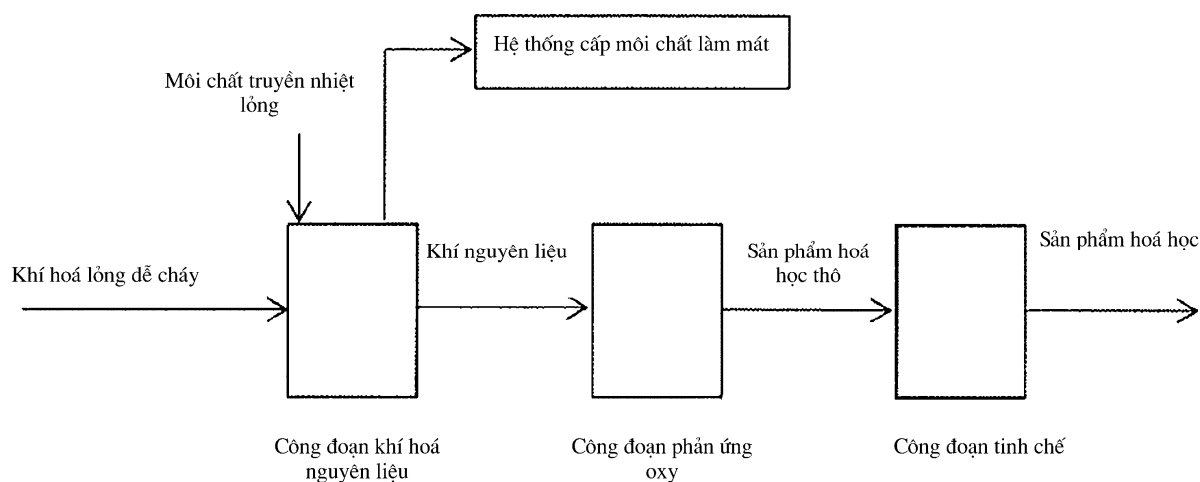 Hệ thống cấp môi chất làm mát
Môi chất truyền nhiệt
lỏng
Khí hoá lỏng dễ cháy
Khí nguyên liệu
Sản phẩm hoá
học thô
Sản phẩm hoá học
Công đoạn khí hoá
nguyên liệu
Công đoạn phản ứng
oxy
Công đoạn tinh chế